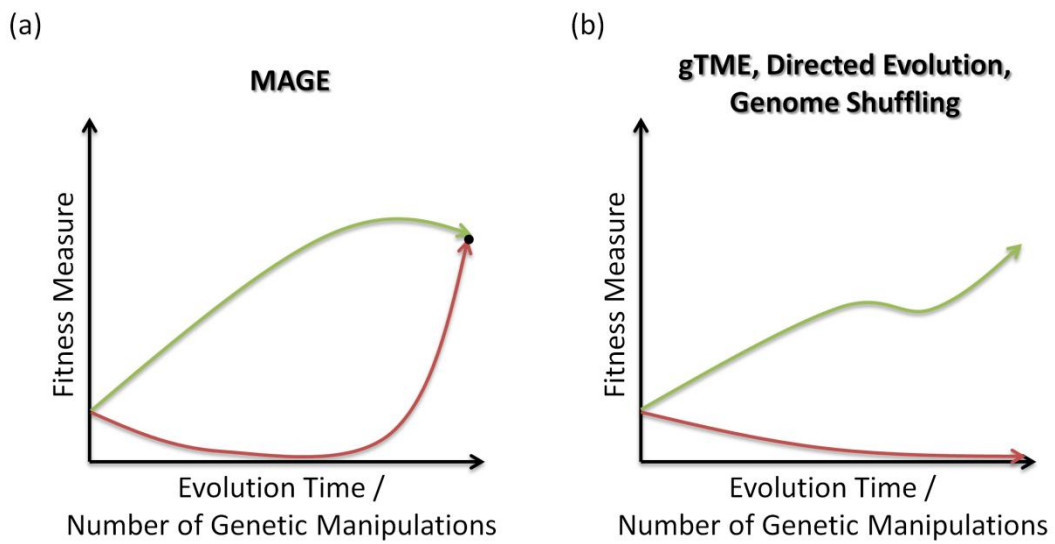 (a)
MAGE
Fitness Measure
Evolution Time /
Number of Genetic Manipulations
(b)
gTME, Directed Evolution,
Genome Shuffling
Fitness Measure
Evolution Time /
Number of Genetic Manipulations